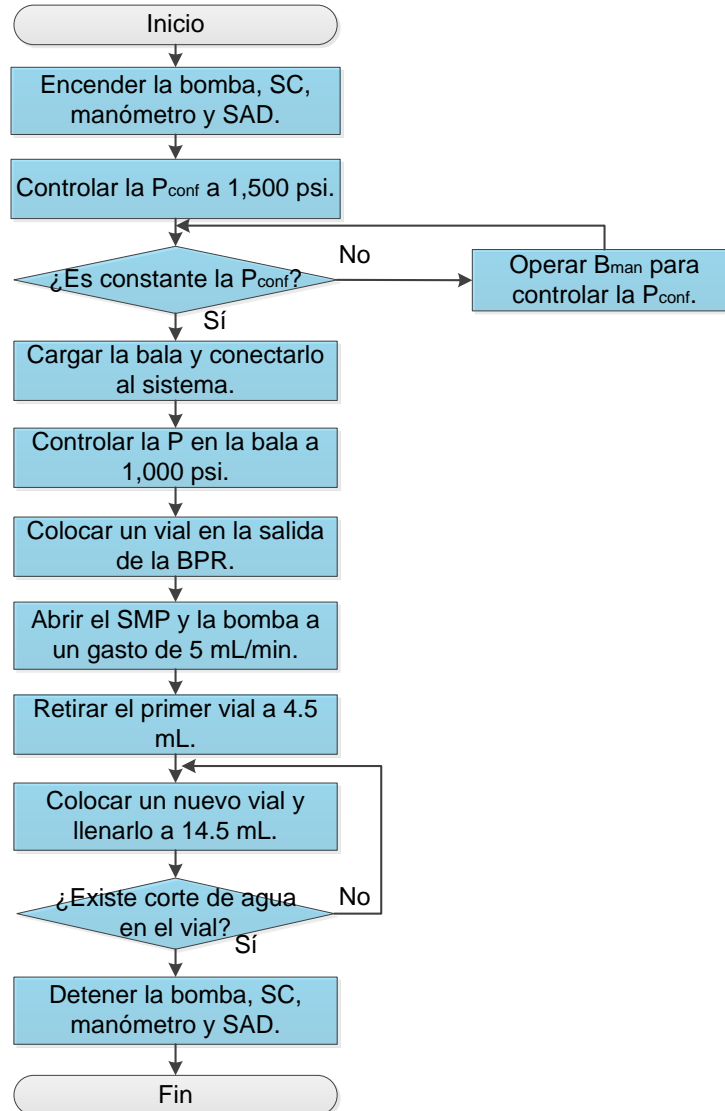 Inicio
Encender la bomba, SC,
manómetro y SAD.
Controlar la Pconf a 1,500 psi.
¿Es constante la Pconf?
No
Operar Bman para
controlar la Pconf.
Sí
Cargar la bala y conectarlo
al sistema.
Controlar la P en la bala a
1,000 psi.
Colocar un vial en la salida
de la BPR.
Abrir el SMP y la bomba a
un gasto de 5 mL/min.
Retirar el primer vial a 4.5
mL.
Colocar un nuevo vial y
llenarlo a 14.5 mL.
¿Existe corte de agua
en el vial?
No
Sí
Detener la bomba, SC,
manómetro y SAD.
Fin